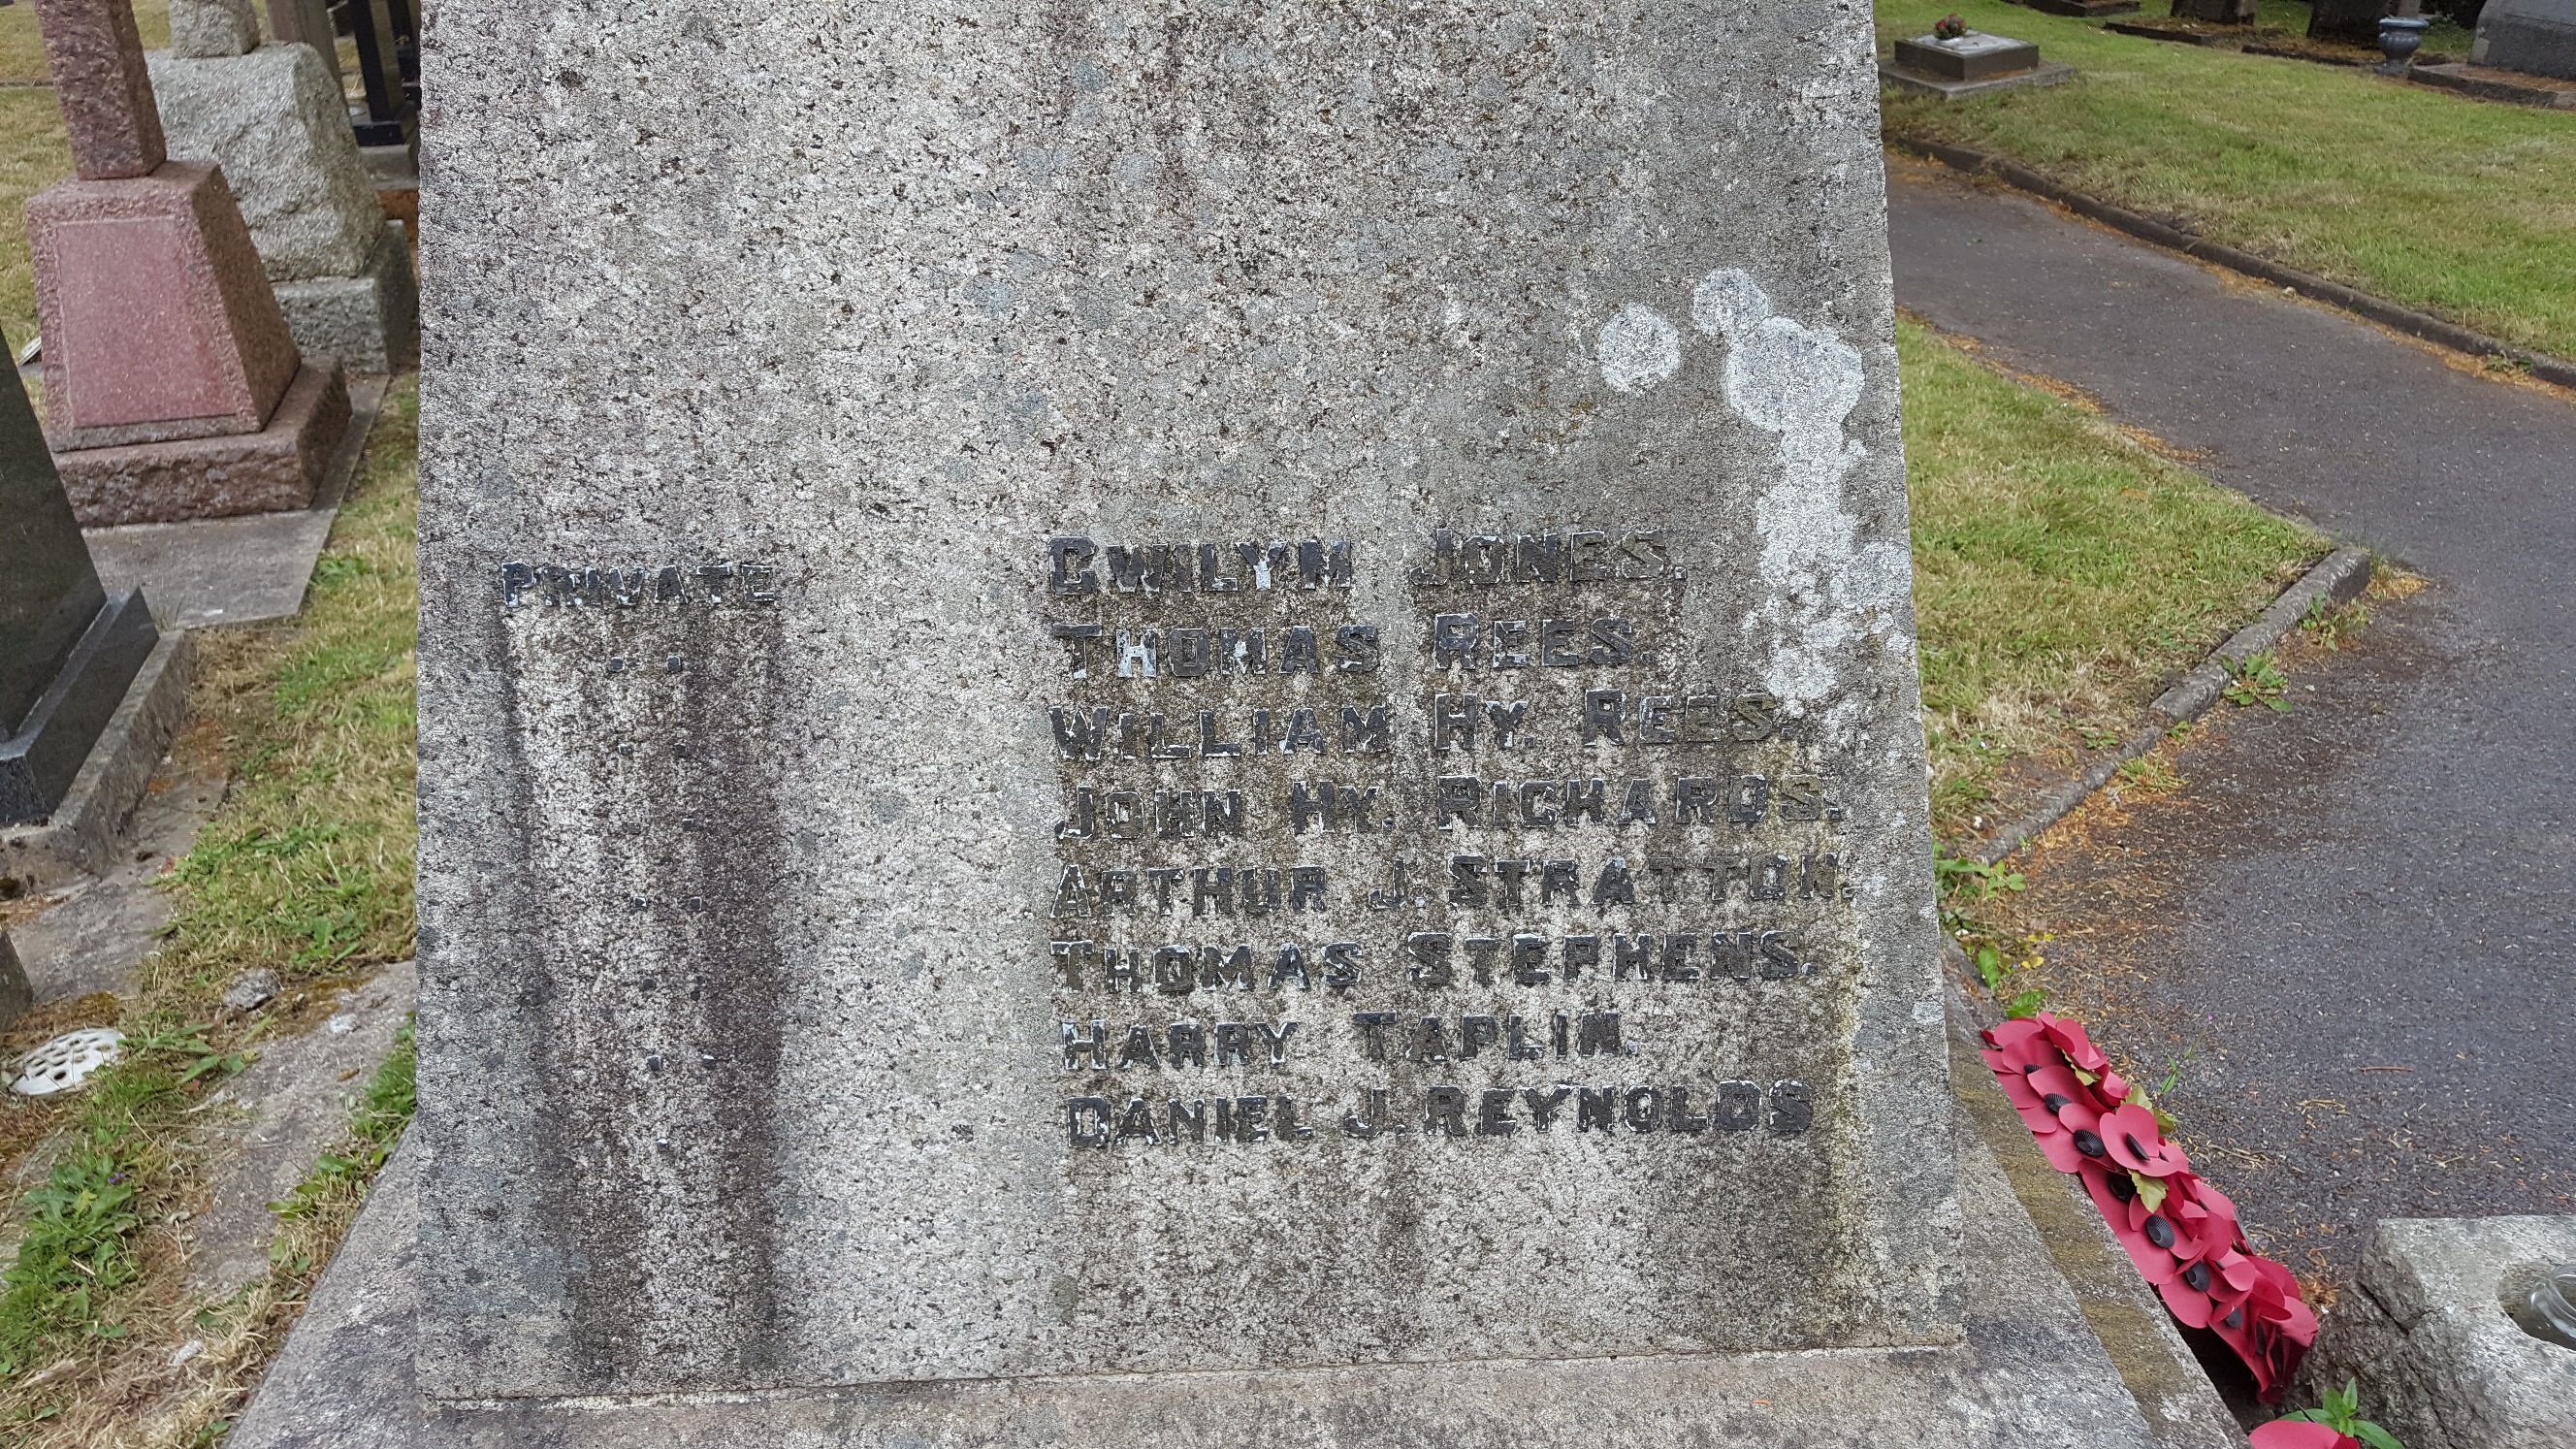 PRIVATE GWILYM JONES.
. . THOMAS REES.
. . WILLIAM HY. REES.
. . JOHN HY. RICHARDS.
. . ARTHUR J. STRATTON.
. . THOMAS STEPHENS.
. . HARRY TAPLIN.
. DANIEL J. REYNOLDS